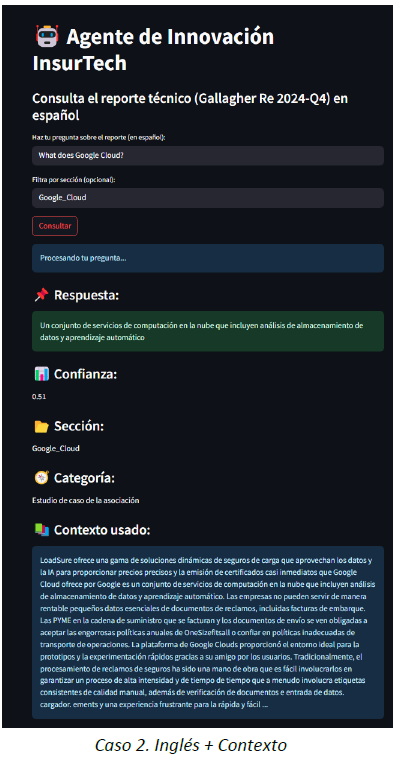 🤖 Agente de Innovación
InsurTech
Consulta el reporte técnico (Gallagher Re 2024-Q4) en
español
Haz tu pregunta sobre el reporte (en español):
What does Google Cloud?
Filtra por sección (opcional):
Google_Cloud
Consultar
Procesando tu pregunta...
📌 Respuesta:
Un conjunto de servicios de computación en la nube que incluyen análisis de almacenamiento de
datos y aprendizaje automático
📊 Confianza:
0.51
📂 Sección:
Google_Cloud
🧭 Categoría:
Estudio de caso de la asociación
📚 Contexto usado:
LoadSure ofrece una gama de soluciones dinámicas de seguros de carga que aprovechan los datos y
la IA para proporcionar precios precisos y la emisión de certificados casi inmediatos que Google
Cloud ofrece por Google es un conjunto de servicios de computación en la nube que incluyen análisis
de almacenamiento de datos y aprendizaje automático. Las empresas no pueden servir de manera
rentable pequeños datos esenciales de documentos de reclamos, incluidas facturas de embarque.
Las PYME en la cadena de suministro que se facturan y los documentos de envío se ven obligadas a
aceptar las engorrosas políticas anuales de OneSizefitsall o confiar en políticas inadecuadas de
transporte de operaciones. La plataforma de Google Clouds proporcionó el entorno ideal para la
prototipos y la experimentación rápidos gracias a su amigo por los usuarios. Tradicionalmente, el
procesamiento de reclamos de seguros ha sido una mano de obra que es fácil involucrarlos en
garantizar un proceso de alta intensidad y de tiempo de tiempo que a menudo involucra etiquetas
consistentes de calidad manual, además de verificación de documentos e entrada de datos.
cargador. ements y una experiencia frustrante para la rápida y fácil ...
Caso 2. Inglés + Contexto